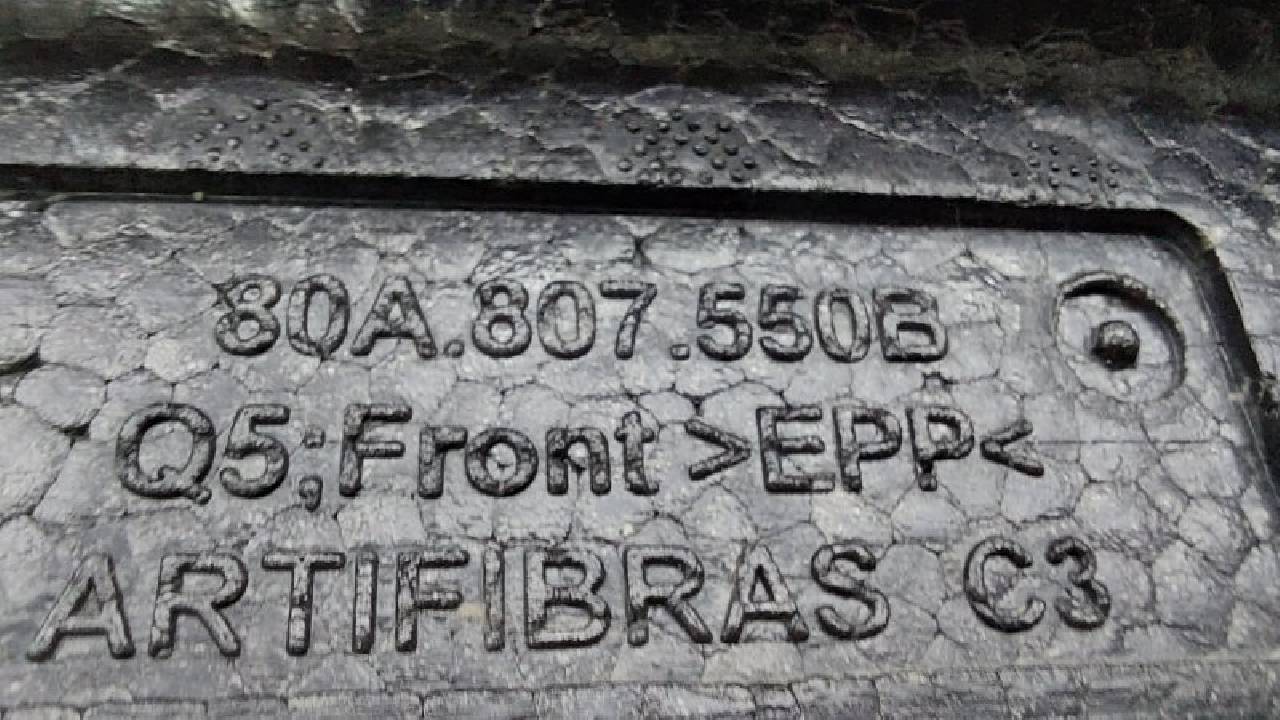 80A.807.550B
Q5;Front >EPP<
ARTIFIBRAS C3